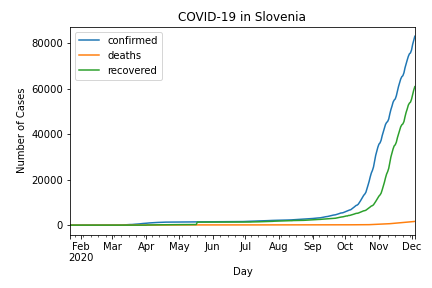 COVID-19 in Slovenia
confirmed
deaths
recovered
Number of Cases
80000
60000
40000
20000
0
Feb Mar Apr May Jun Jul Aug Sep Oct Nov Dec
2020
Day